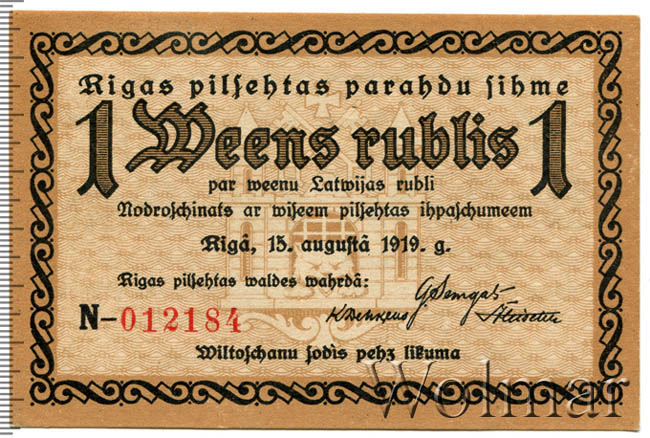 Rigas pilsehtas parahdu sihme
1 Weens rublis 1
par weenu Latwijas rubli
Nodroschinats ar wiseem pilsehtas ihpaschumeem
Rigâ, 15. augustâ 1919. g.
Rigas pilsehtas waldes wahrdâ:
N-012184
Wiltoschanu sodis pehz likuma
Wolmar